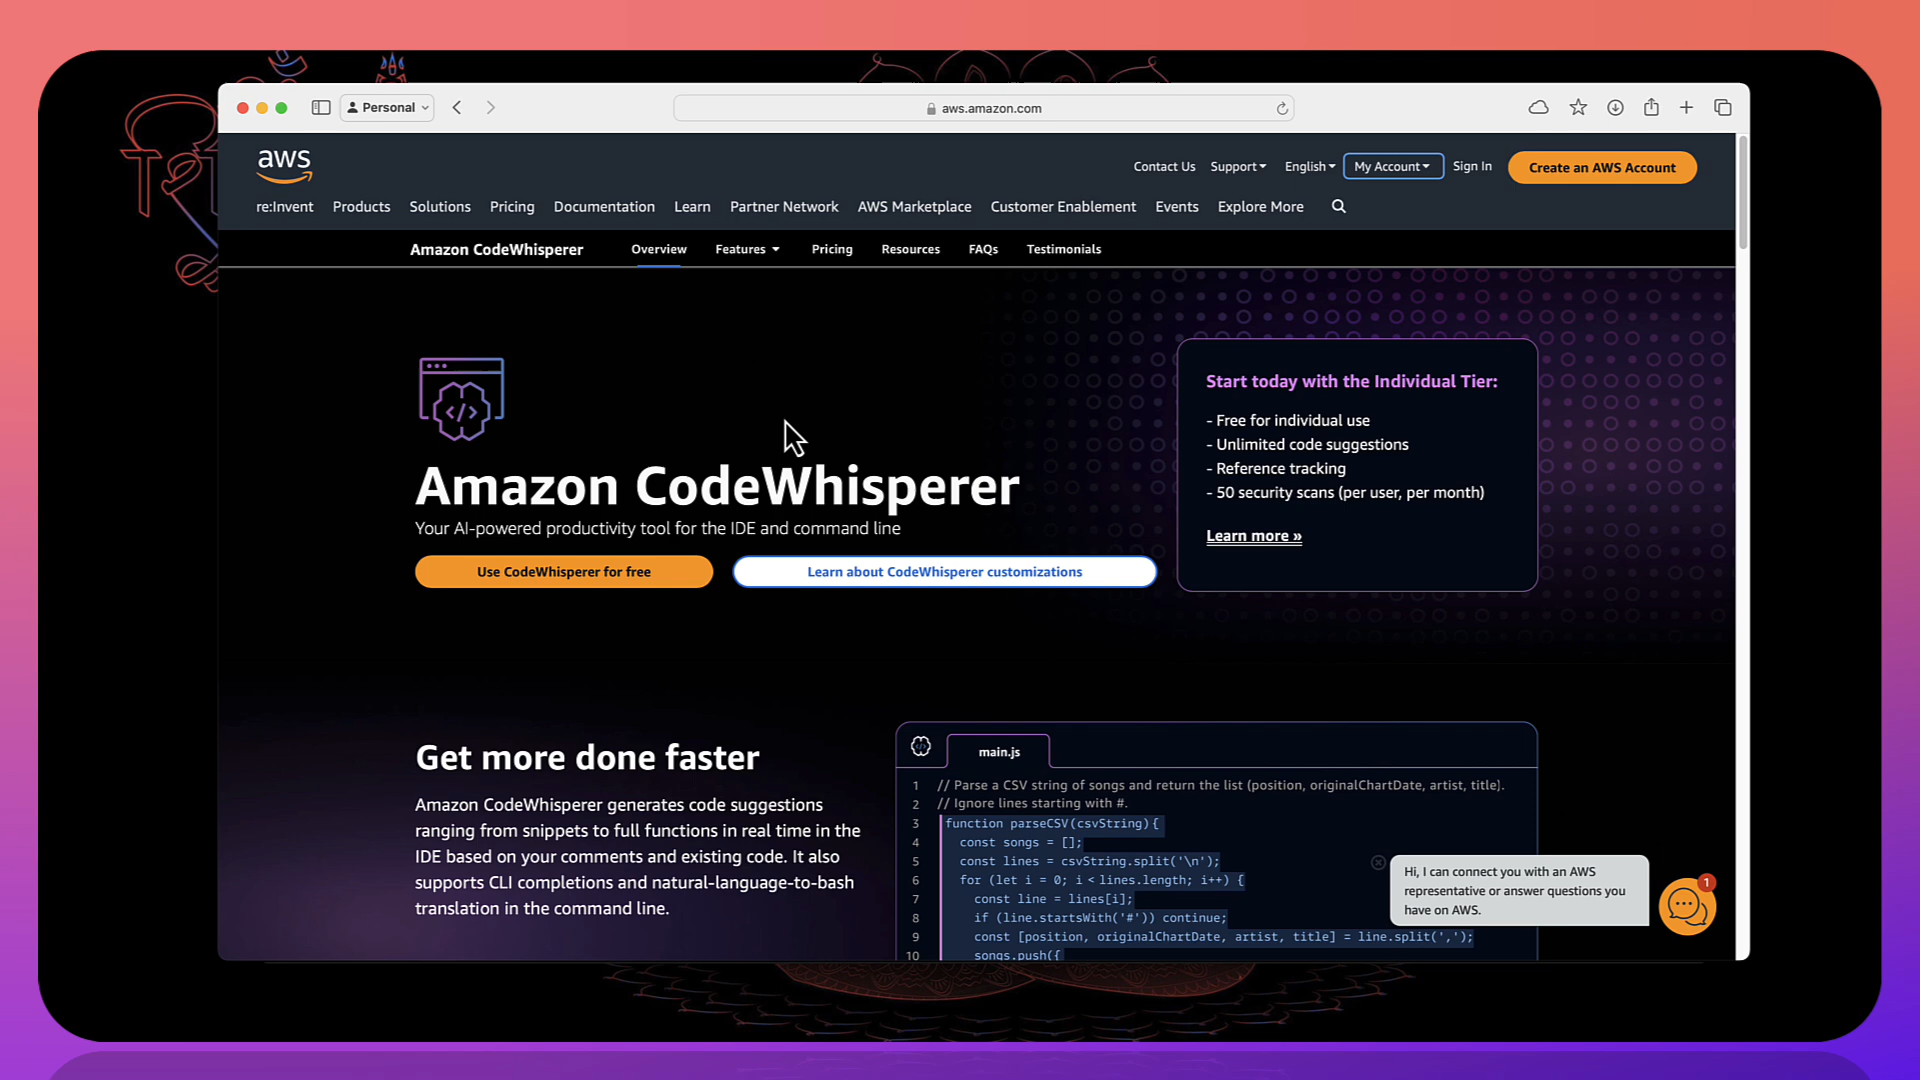 Personal
aws.amazon.com
aws
Contact Us Support English My Account Sign In Create an AWS Account
re:Invent Products Solutions Pricing Documentation Learn Partner Network AWS Marketplace Customer Enablement Events Explore More
Amazon CodeWhisperer Overview Features Pricing Resources FAQs Testimonials
Amazon CodeWhisperer
Your AI-powered productivity tool for the IDE and command line
Use CodeWhisperer for free Learn about CodeWhisperer customizations
Start today with the Individual Tier:
- Free for individual use
- Unlimited code suggestions
- Reference tracking
- 50 security scans (per user, per month)
Learn more »
Get more done faster
Amazon CodeWhisperer generates code suggestions
ranging from snippets to full functions in real time in the
IDE based on your comments and existing code. It also
supports CLI completions and natural-language-to-bash
translation in the command line.
main.js
1 // Parse a CSV string of songs and return the list (position, originalChartDate, artist, title).
2 // Ignore lines starting with #.
3 function parseCSV(csvString) {
4 const songs = [];
5 const lines = csvString.split('\n');
6 for (let i = 0; i < lines.length; i++) {
7 const line = lines[i];
8 if (line.startsWith('#')) continue;
9 const [position, originalChartDate, artist, title] = line.split(',');
10 songs.push({
Hi, I can connect you with an AWS
representative or answer questions you
have on AWS.
1